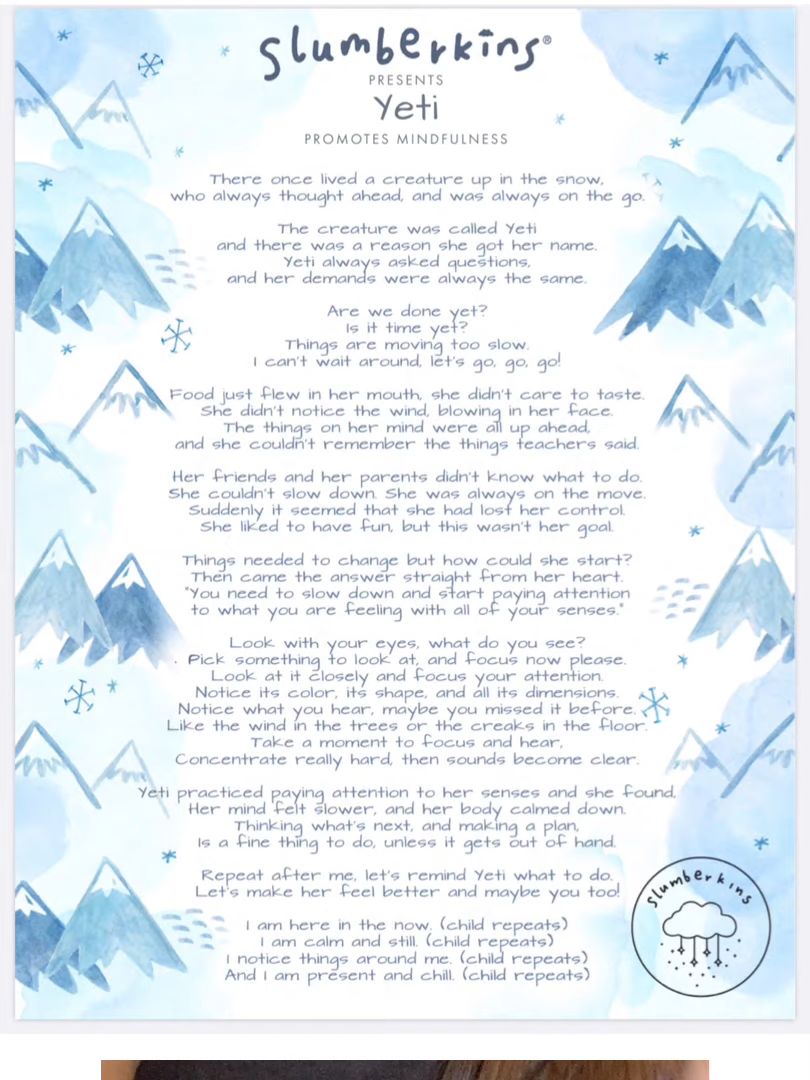 slumberkins®
PRESENTS
Yeti
PROMOTES MINDFULNESS
There once lived a creature up in the snow,
who always thought ahead, and was always on the go.
The creature was called Yeti
and there was a reason she got her name.
Yeti always asked questions,
and her demands were always the same.
Are we done yet?
Is it time yet?
Things are moving too slow.
I can't wait around, let's go, go, go!
Food just flew in her mouth, she didn't care to taste.
She didn't notice the wind, blowing in her face.
The things on her mind were all up ahead,
and she couldn't remember the things teachers said.
Her friends and her parents didn't know what to do.
She couldn't slow down. She was always on the move.
Suddenly it seemed that she had lost her control.
She liked to have fun, but this wasn't her goal.
Things needed to change but how could she start?
Then came the answer straight from her heart.
"You need to slow down and start paying attention
to what you are feeling with all of your senses."
Look with your eyes, what do you see?
Pick something to look at, and focus now please.
Look at it closely and focus your attention.
Notice its color, its shape, and all its dimensions.
Notice what you hear, maybe you missed it before.
Like the wind in the trees or the creaks in the floor.
Take a moment to focus and hear,
Concentrate really hard, then sounds become clear.
Yeti practiced paying attention to her senses and she found,
Her mind felt slower, and her body calmed down.
Thinking what's next, and making a plan,
Is a fine thing to do, unless it gets out of hand.
Repeat after me, let's remind Yeti what to do.
Let's make her feel better and maybe you too!
I am here in the now. (child repeats)
I am calm and still. (child repeats)
I notice things around me. (child repeats)
And I am present and chill. (child repeats)
slumberkins